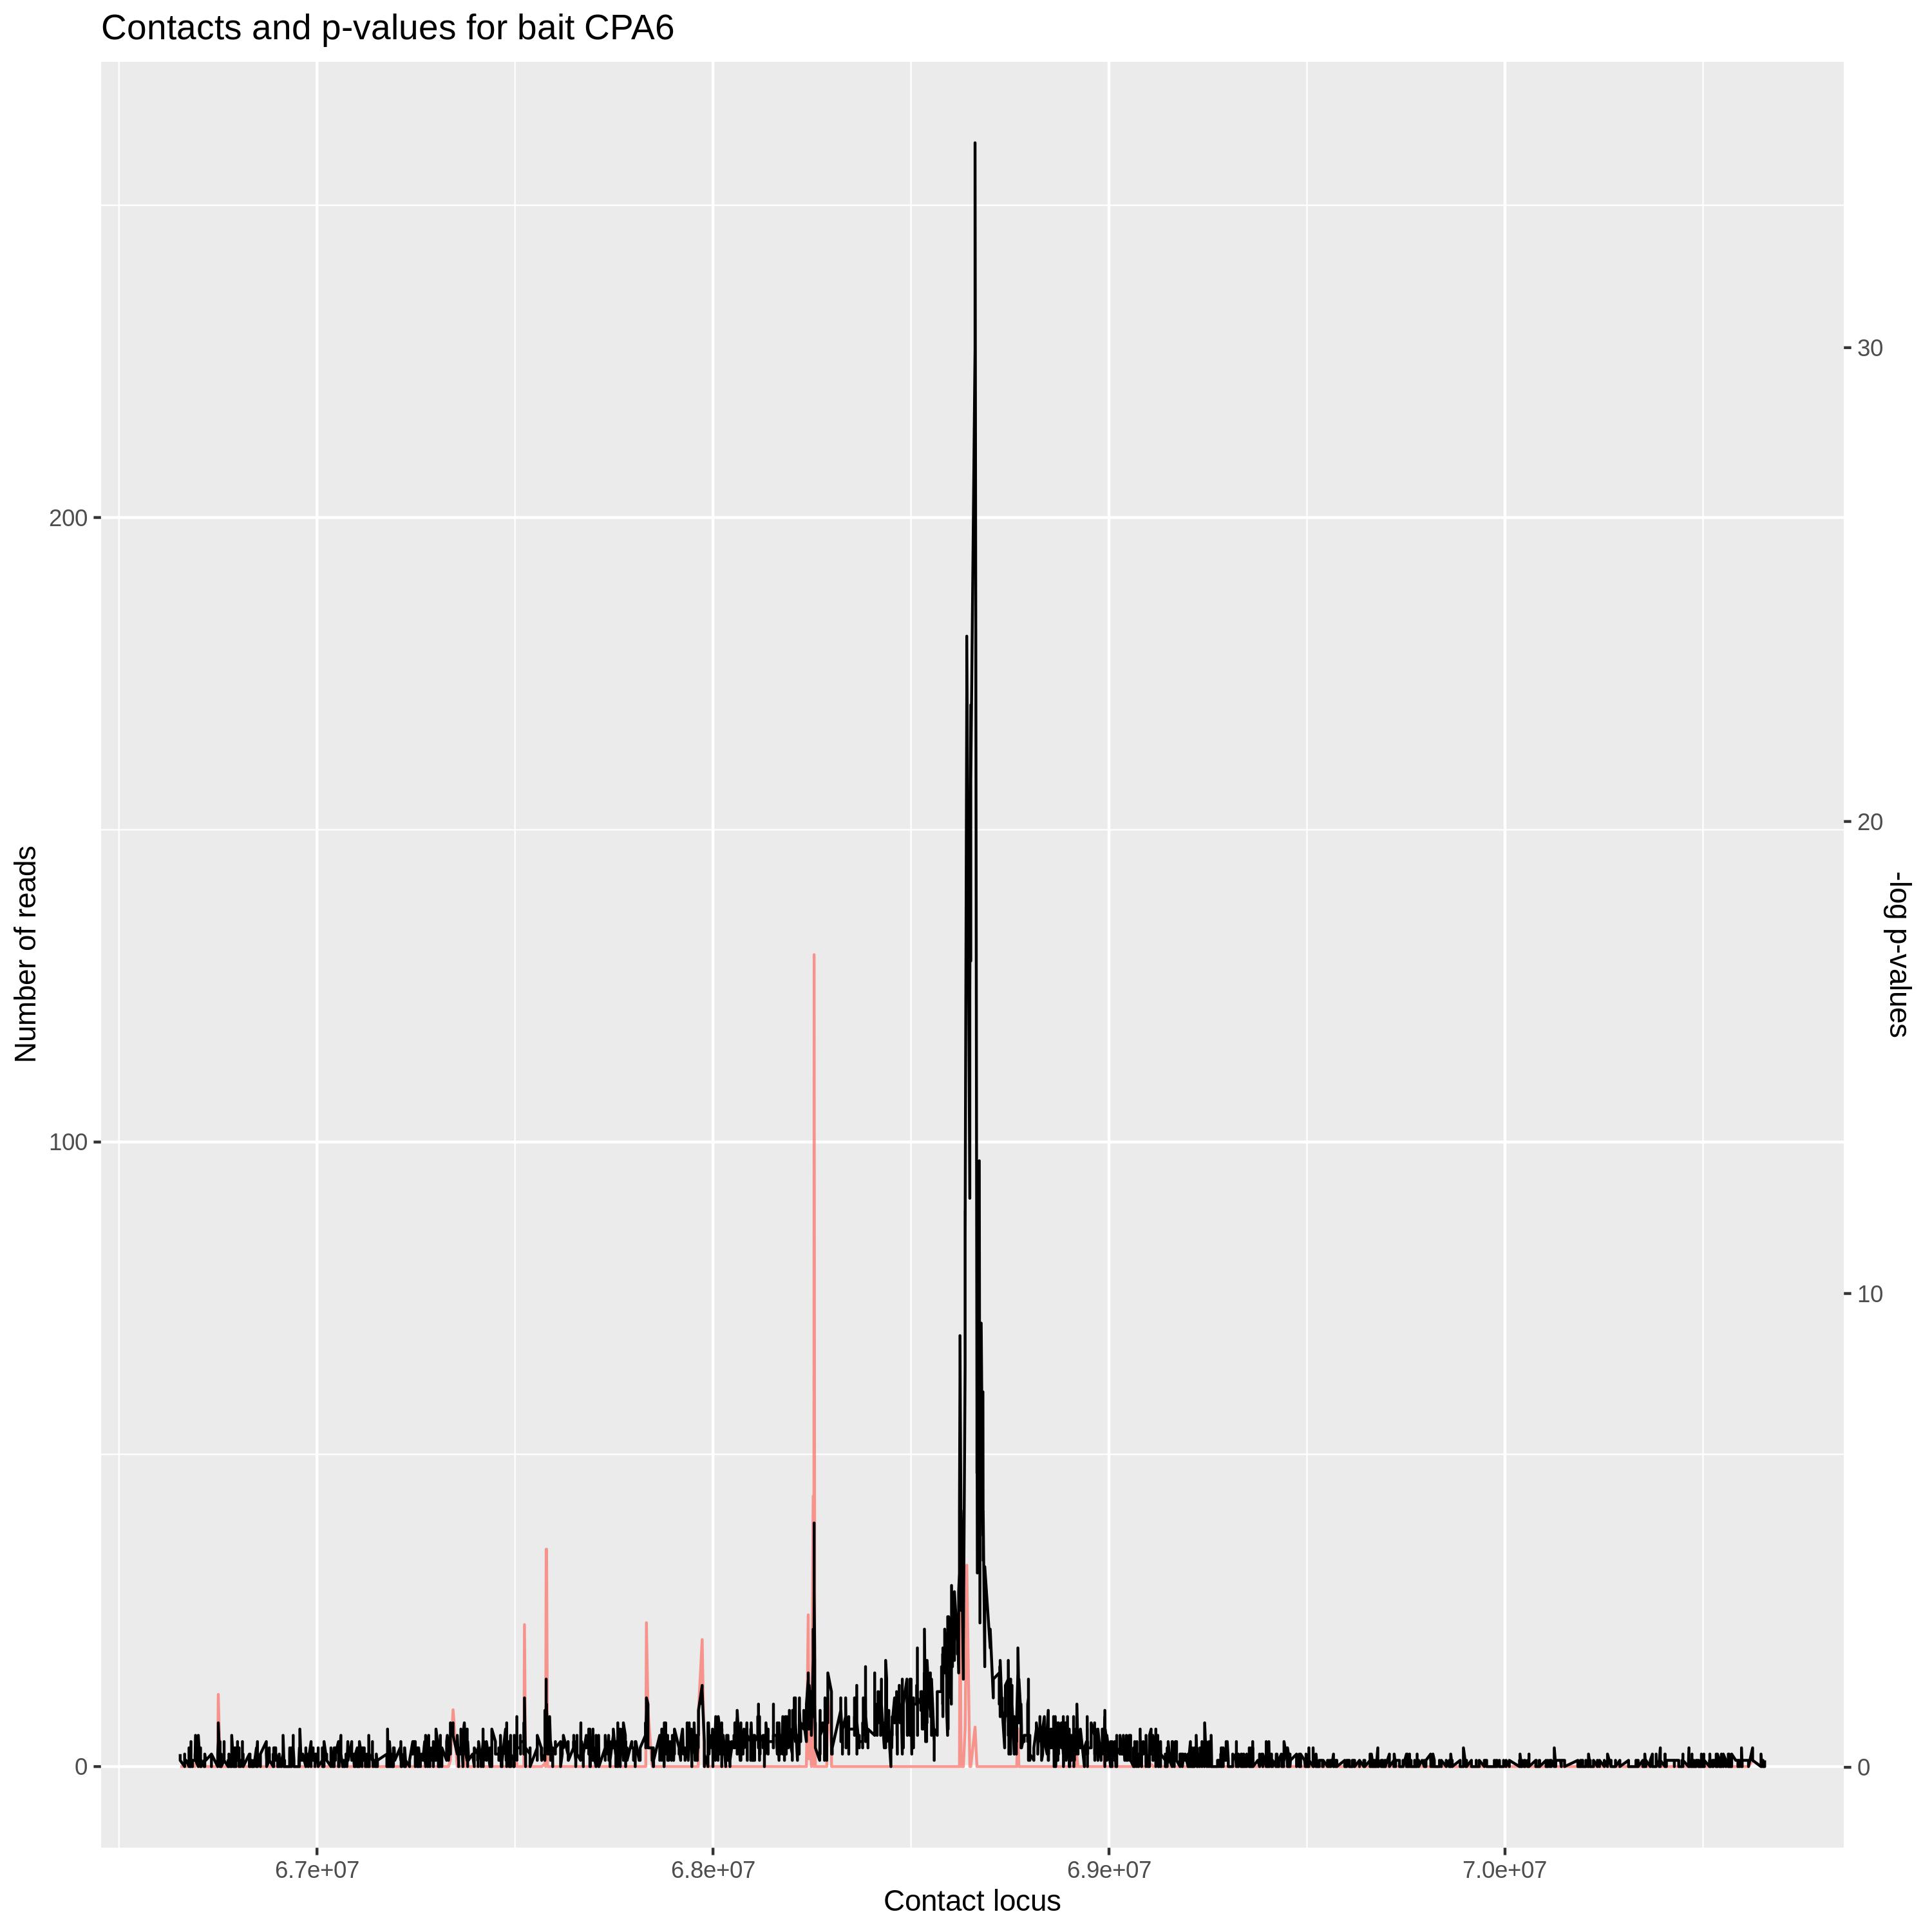 Contacts and p-values for bait CPA6
Number of reads
200
100
0
30
20
10
0
-log p-values
6.7e+07 6.8e+07 6.9e+07 7.0e+07
Contact locus